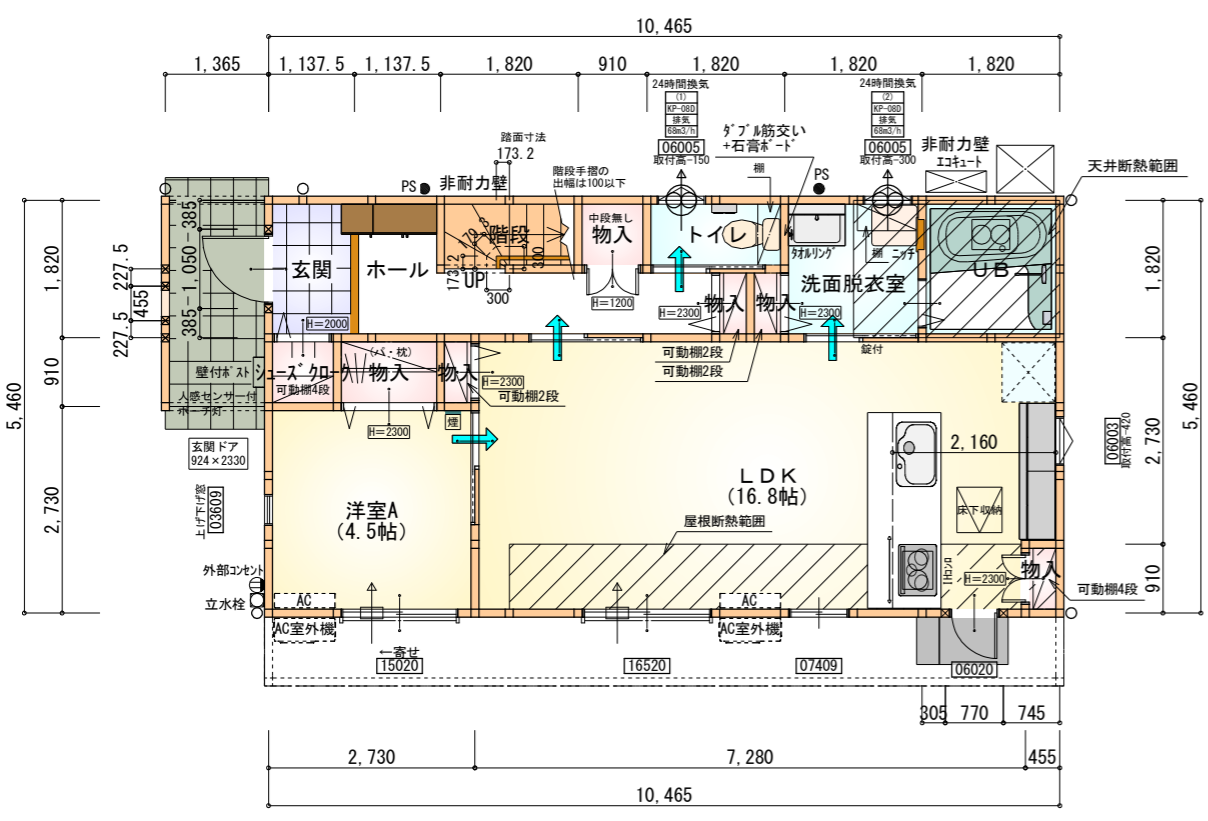 10,465
1,365
1,137.5
1,137.5
1,820
910
1,820
1,820
1,820
24時間換気
(1)
KP-08D
排気
68m3/h
06005
取付高-150
24時間換気
(2)
KP-08D
排気
68m3/h
06005
取付高-300
ダブル筋交い
+石膏ボード
踏面寸法
173.2
非耐力壁
エコキュート
天井断熱範囲
PS
非耐力壁
階段手摺の
出幅は100以下
棚
PS
5,460
1,820
910
2,730
227.5
455
227.5
385
1,050
385
玄関
ホール
階段
173.2
173.2
300
300
UP
中段無し
物入
H=1200
トイレ
タオルリング
棚
ニッチ
洗面脱衣室
UB
H=2000
物入
物入
H=2300
H=2300
可動棚2段
可動棚2段
錠付
壁付ポスト
シューズクローク
可動棚4段
(パ・枕)
物入
物入
H=2300
可動棚2段
H=2300
煙
人感センサー付
ポーチ灯
玄関ドア
924×2330
上げ下げ窓
03609
洋室A
(4.5帖)
LDK
(16.8帖)
屋根断熱範囲
2,160
床下収納
IHコンロ
H=2300
物入
可動棚4段
06003
取付高-420
1,820
2,730
910
5,460
外部コンセント
立水栓
AC
AC室外機
AC
AC室外機
←寄せ
15020
16520
07409
06020
305
770
745
2,730
7,280
455
10,465